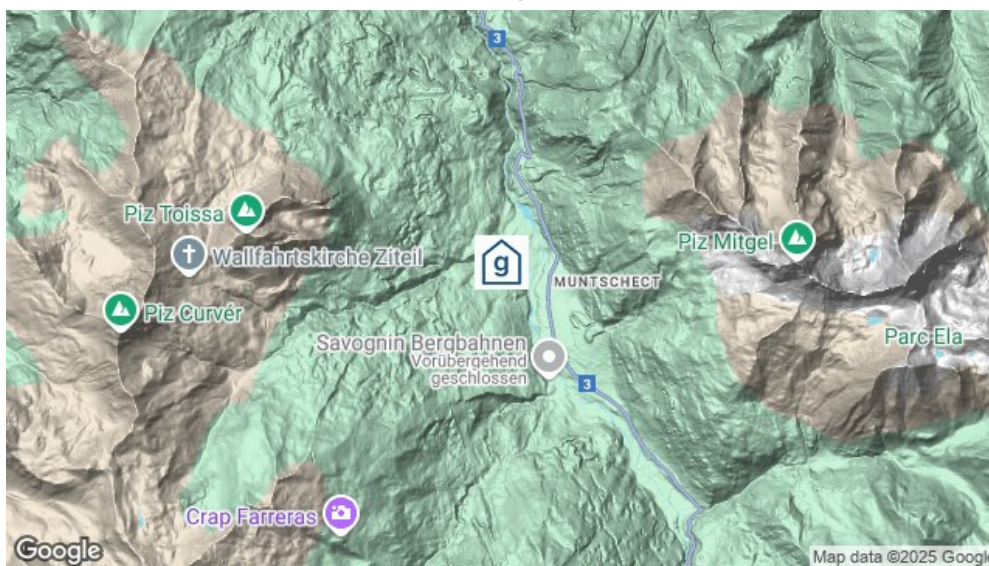 3
Piz Toissa
Wallfahrtskirche Ziteil
Piz Mitgel
g
MUNTSCHECT
Piz Curvér
Parc Ela
Savognin Bergbahnen
Vorübergehend
geschlossen
3
Crap Farreras
Google
Map data ©2025 Google